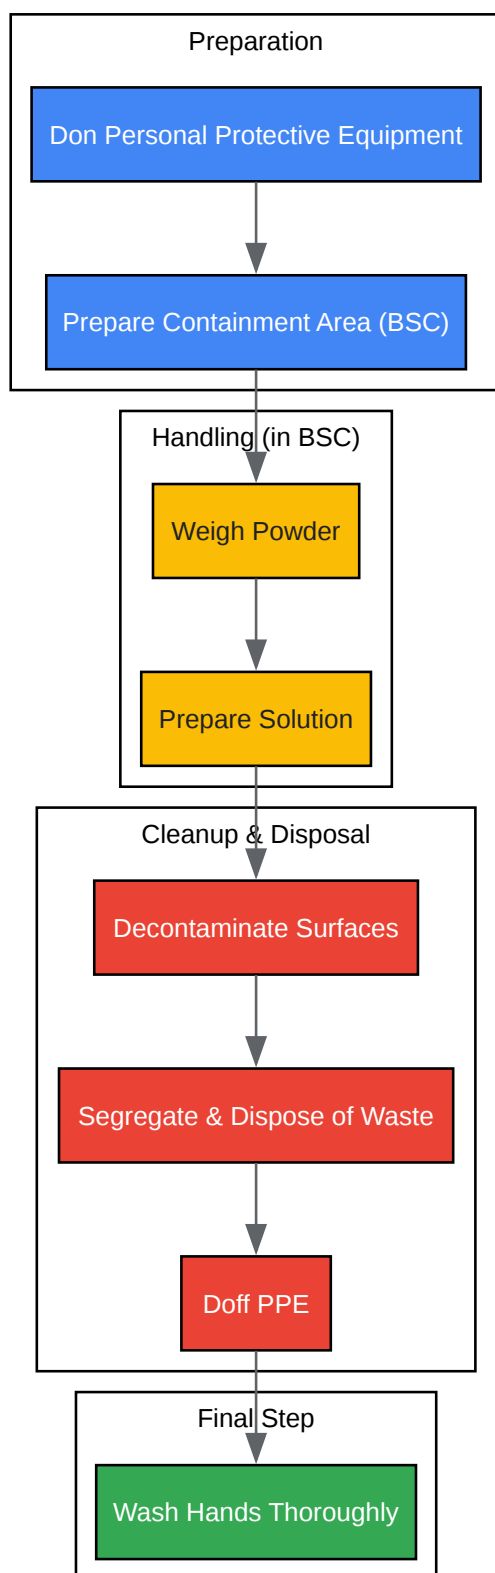 Preparation
Don Personal Protective Equipment
Prepare Containment Area (BSC)
Handling (in BSC)
Weigh Powder
Prepare Solution
Cleanup & Disposal
Decontaminate Surfaces
Segregate & Dispose of Waste
Doff PPE
Final Step
Wash Hands Thoroughly